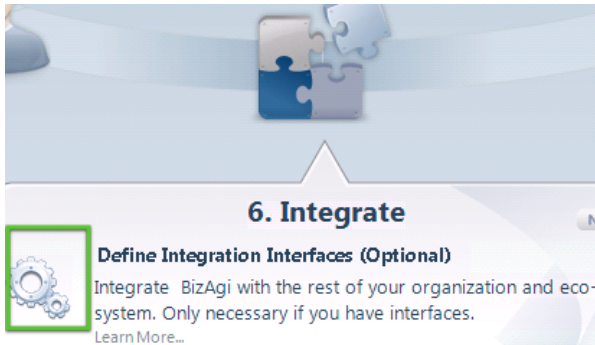 6. Integrate
N
Define Integration Interfaces (Optional)
Integrate BizAgi with the rest of your organization and eco-
system. Only necessary if you have interfaces.
Learn More...